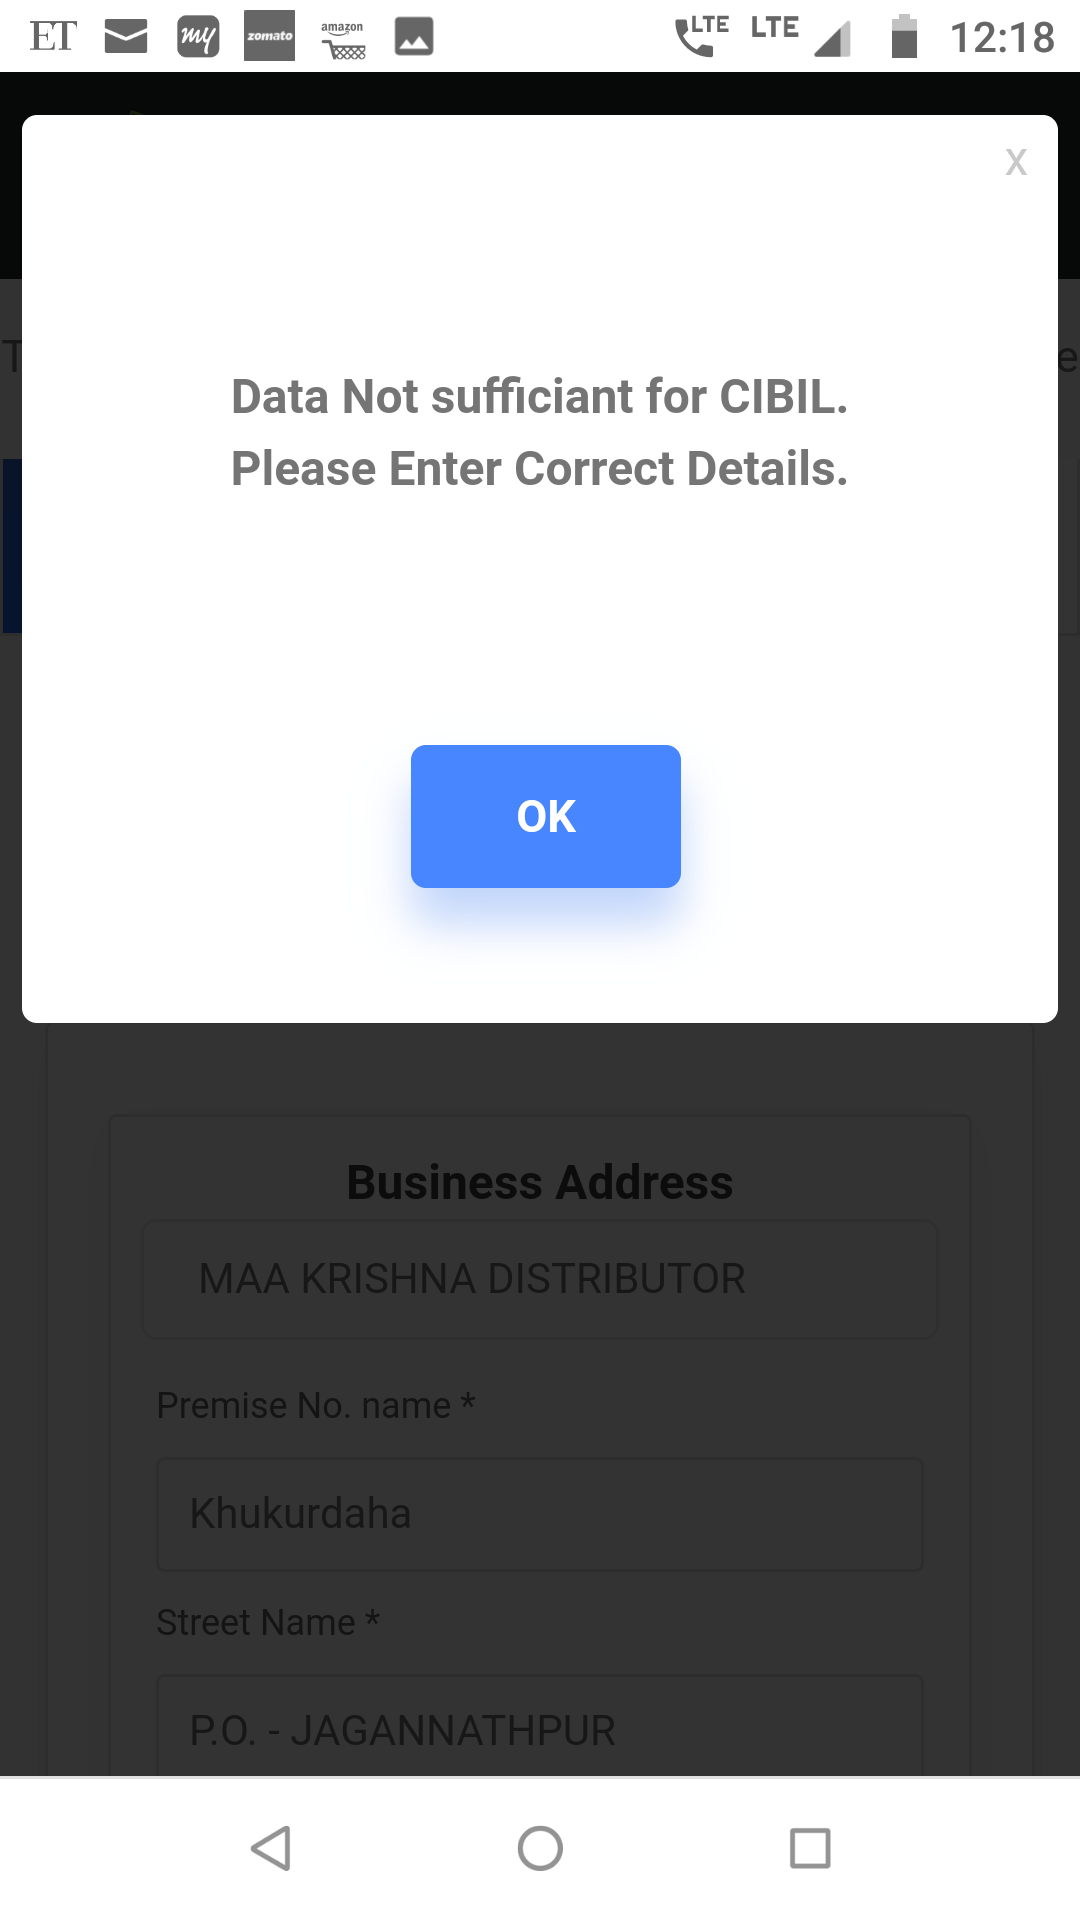 ET my zomato amazon LTE LTE 12:18
X
T e
Data Not sufficiant for CIBIL.
Please Enter Correct Details.
OK
Business Address
MAA KRISHNA DISTRIBUTOR
Premise No. name *
Khukurdaha
Street Name *
P.O. - JAGANNATHPUR